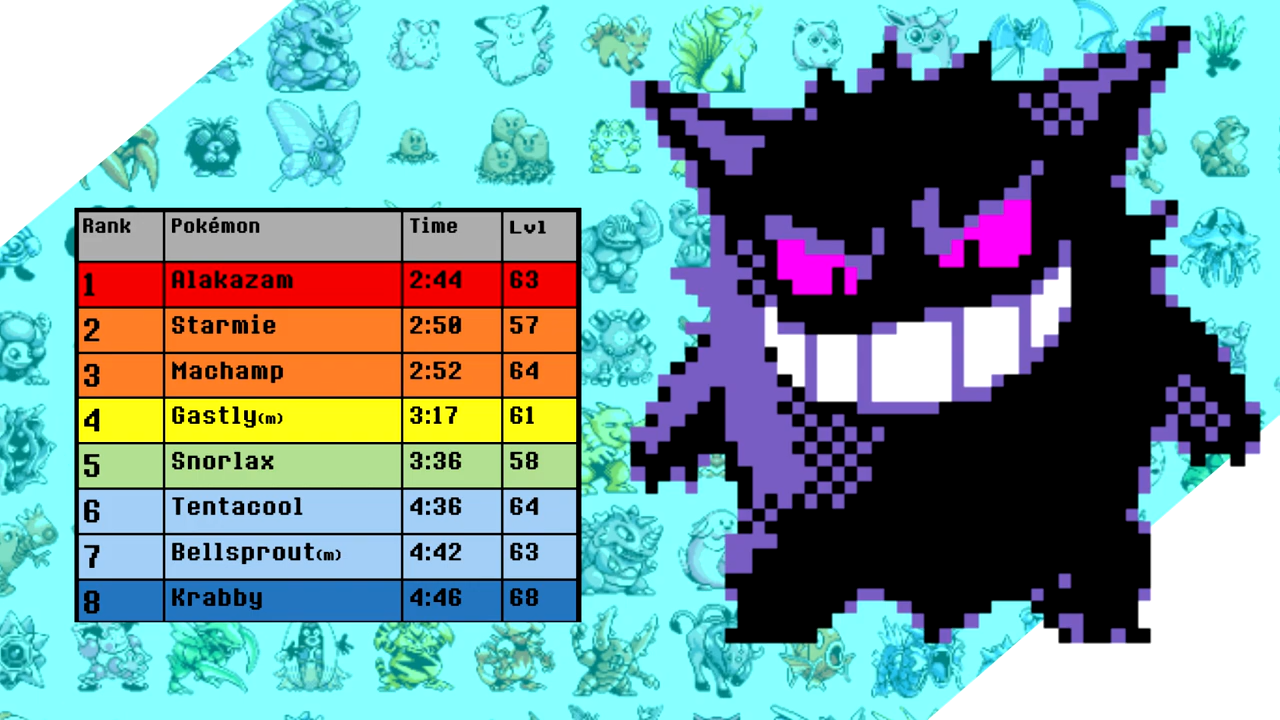 Rank Pokémon Time Lvl
1 Alakazam 2:44 63
2 Starmie 2:50 57
3 Machamp 2:52 64
4 Gastly(m) 3:17 61
5 Snorlax 3:36 58
6 Tentacool 4:36 64
7 Bellsprout(m) 4:42 63
8 Krabby 4:46 68